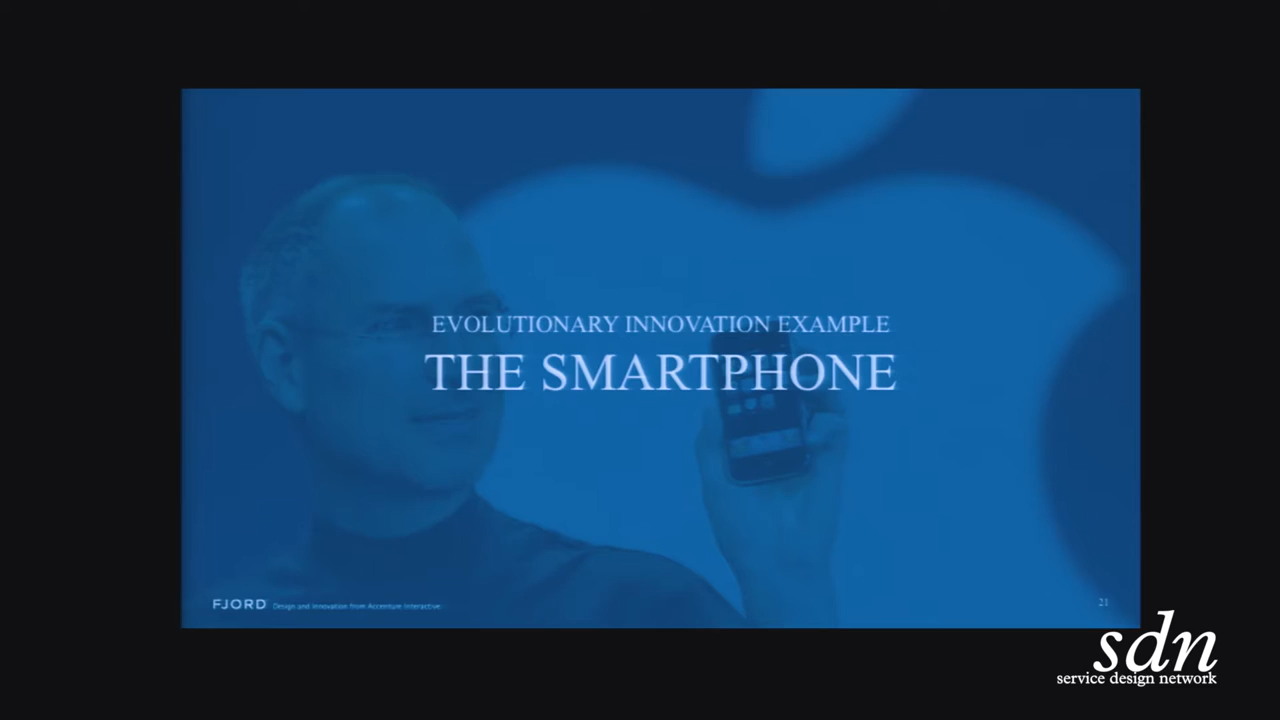 EVOLUTIONARY INNOVATION EXAMPLE
THE SMARTPHONE
FJORD Design and Innovation from Accenture Interactive
21
sdn
service design network